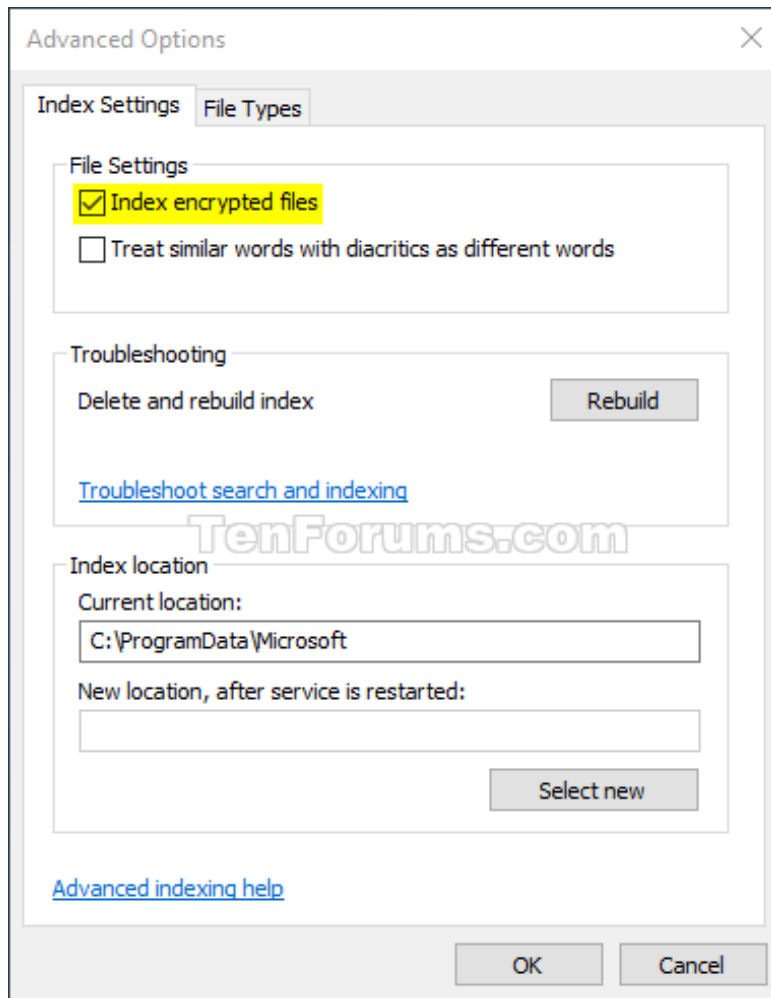 Advanced Options
Index Settings
File Types
File Settings
Index encrypted files
Treat similar words with diacritics as different words
Troubleshooting
Delete and rebuild index
Rebuild
Troubleshoot search and indexing
TenForums.com
Index location
Current location:
C:\ProgramData\Microsoft
New location, after service is restarted:
Select new
Advanced indexing help
OK
Cancel